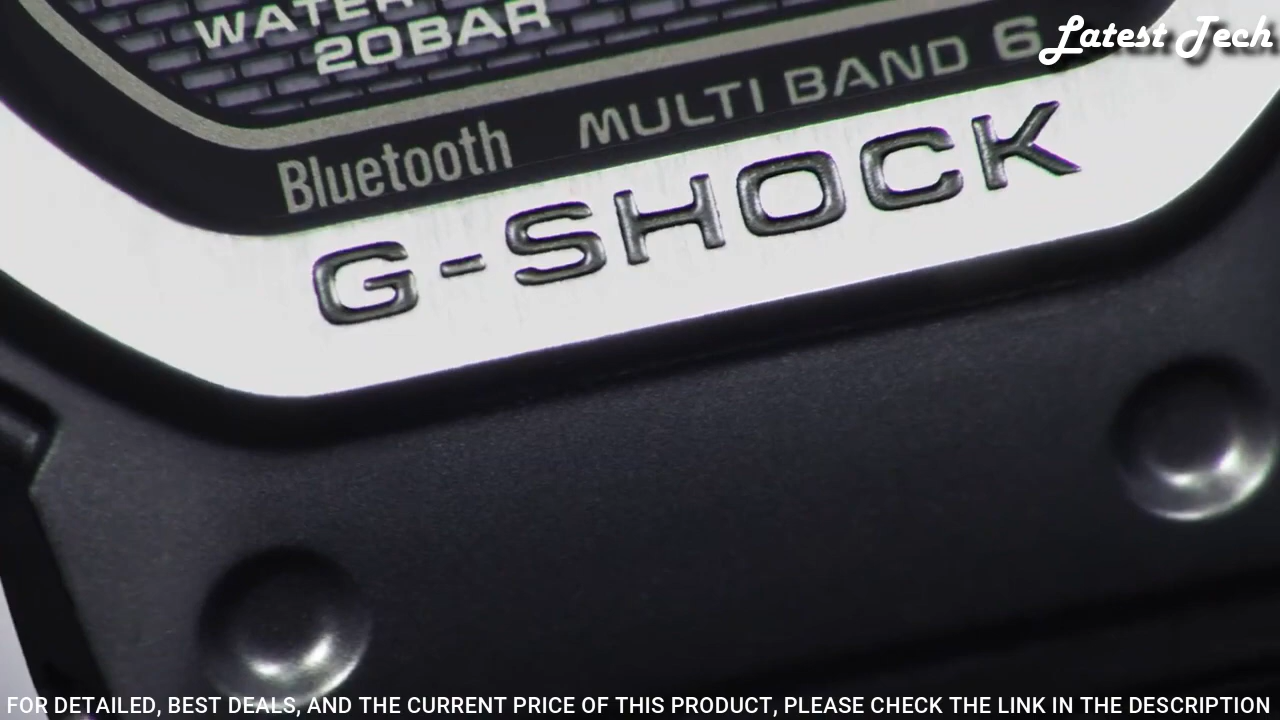 Latest Tech
WATER
20BAR
MULTI BAND 6
Bluetooth
G-SHOCK
FOR DETAILED, BEST DEALS, AND THE CURRENT PRICE OF THIS PRODUCT, PLEASE CHECK THE LINK IN THE DESCRIPTION